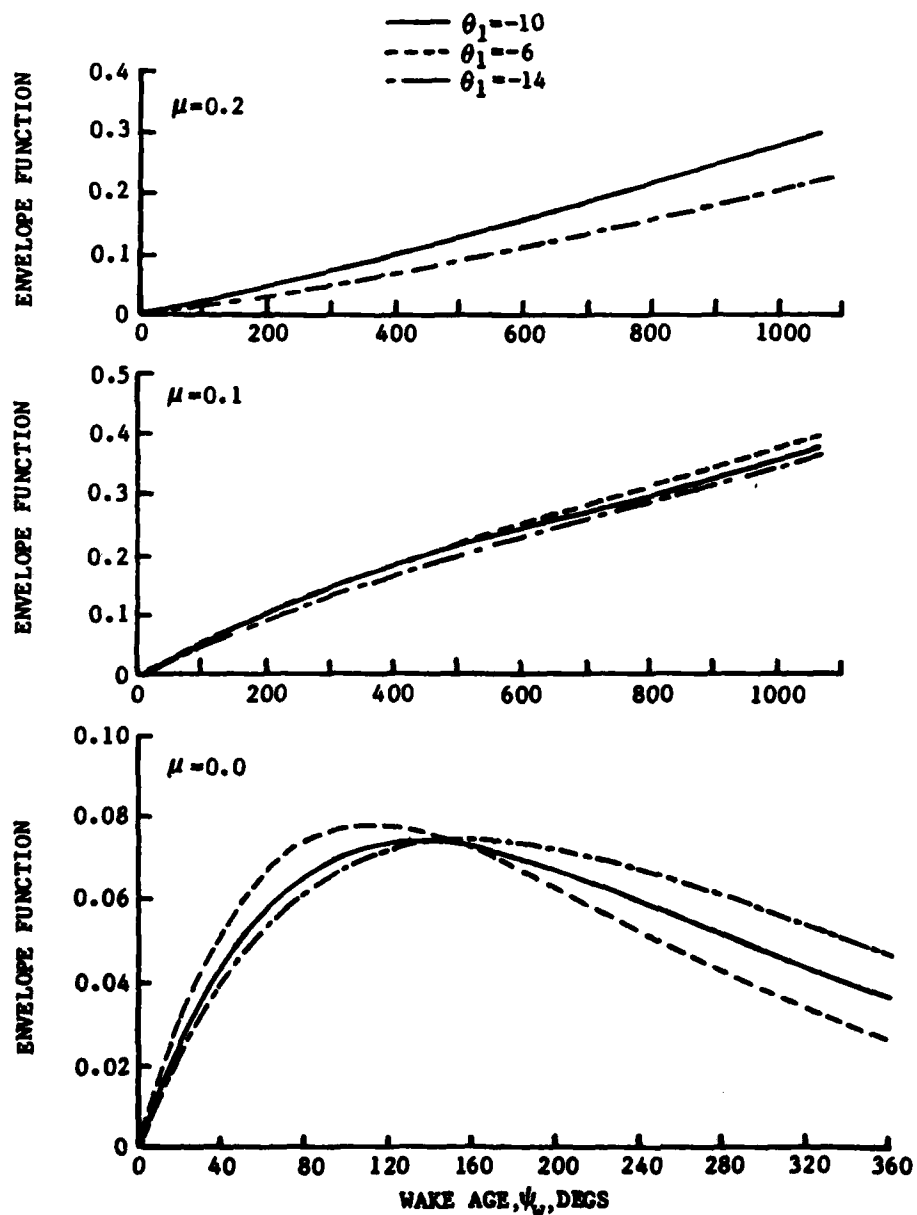 θ1=-10
θ1=-6
θ1=-14
ENVELOPE FUNCTION
0.4
0.3
0.2
0.1
0
μ=0.2
0 200 400 600 800 1000
ENVELOPE FUNCTION
0.5
0.4
0.3
0.2
0.1
0
μ=0.1
0 200 400 600 800 1000
ENVELOPE FUNCTION
0.10
0.08
0.06
0.04
0.02
0
μ=0.0
0 40 80 120 160 200 240 280 320 360
WAKE AGE,ψw,DEGS